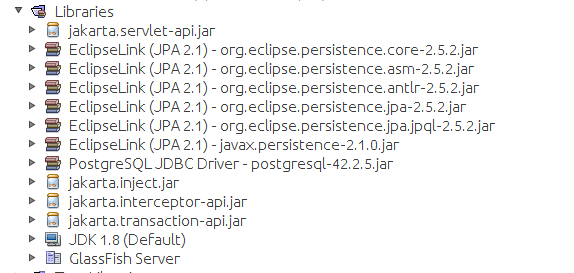 Libraries
jakarta.servlet-api.jar
EclipseLink (JPA 2.1) - org.eclipse.persistence.core-2.5.2.jar
EclipseLink (JPA 2.1) - org.eclipse.persistence.asm-2.5.2.jar
EclipseLink (JPA 2.1) - org.eclipse.persistence.antlr-2.5.2.jar
EclipseLink (JPA 2.1) - org.eclipse.persistence.jpa-2.5.2.jar
EclipseLink (JPA 2.1) - org.eclipse.persistence.jpa.jpql-2.5.2.jar
EclipseLink (JPA 2.1) - javax.persistence-2.1.0.jar
PostgreSQL JDBC Driver - postgresql-42.2.5.jar
jakarta.inject.jar
jakarta.interceptor-api.jar
jakarta.transaction-api.jar
JDK 1.8 (Default)
GlassFish Server